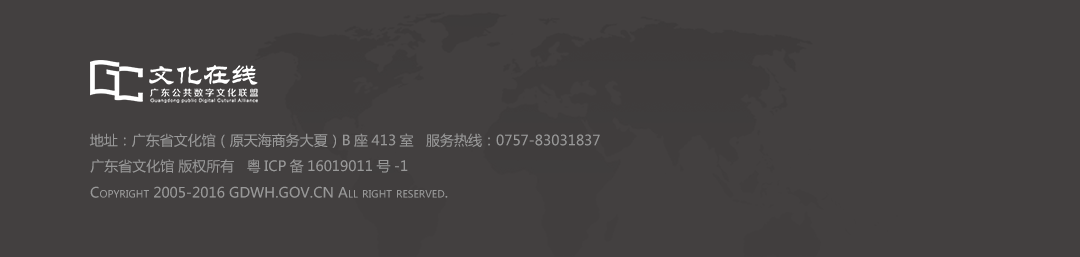 文化在线
广东公共数字文化联盟
Guangdong public Digital Cutural Alliance
地址：广东省文化馆（原天海商务大夏）B 座 413 室 服务热线：0757-83031837
广东省文化馆 版权所有 粤 ICP 备 16019011 号 -1
Copyright 2005-2016 GDWH.GOV.CN All right reserved.